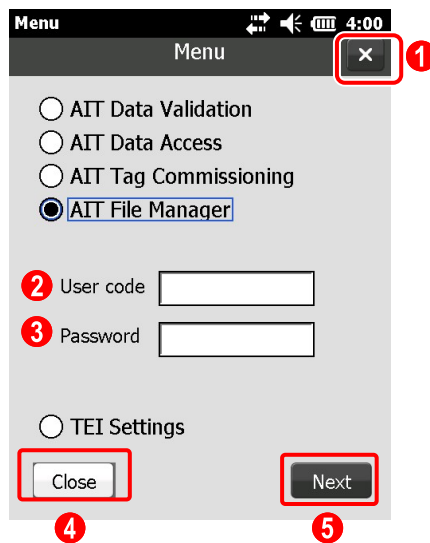 Menu 4:00
Menu × 1
AIT Data Validation
AIT Data Access
AIT Tag Commissioning
AIT File Manager
2 User code
3 Password
TEI Settings
Close Next
4 5